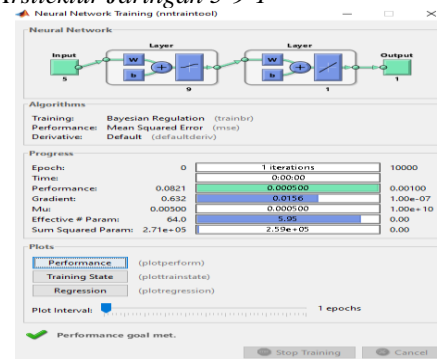 Arsitektur Jaringan 5-9-1
Neural Network Training (nntraintool)
Neural Network
Layer Layer
Input Output
W W
b b
5 9 1 1
Algorithms
Training: Bayesian Regulation (trainbr)
Performance: Mean Squared Error (mse)
Derivative: Default (defaultderiv)
Progress
Epoch: 0 1 iterations 10000
Time: 0:00:00
Performance: 0.0821 0.000500 0.00100
Gradient: 0.632 0.0156 1.00e-07
Mu: 0.00500 0.000500 1.00e+10
Effective # Param: 64.0 5.95 0.00
Sum Squared Param: 2.71e+05 2.59e+05 0.00
Plots
Performance (plotperform)
Training State (plottrainstate)
Regression (plotregression)
Plot Interval: 1 epochs
Performance goal met.
Stop Training Cancel